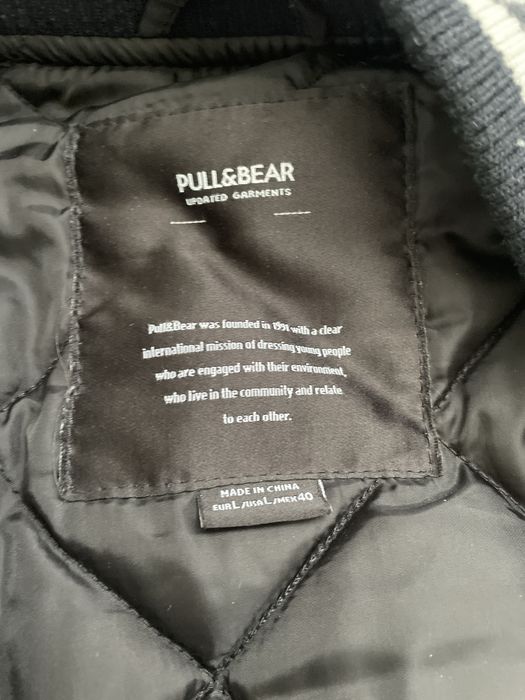 PULL&BEAR
UPDATED GARMENTS
Pull&Bear was founded in 1991 with a clear
international mission of dressing young people
who are engaged with their environment,
who live in the community and relate
to each other.
MADE IN CHINA
EUR L/USA L/MEX 40